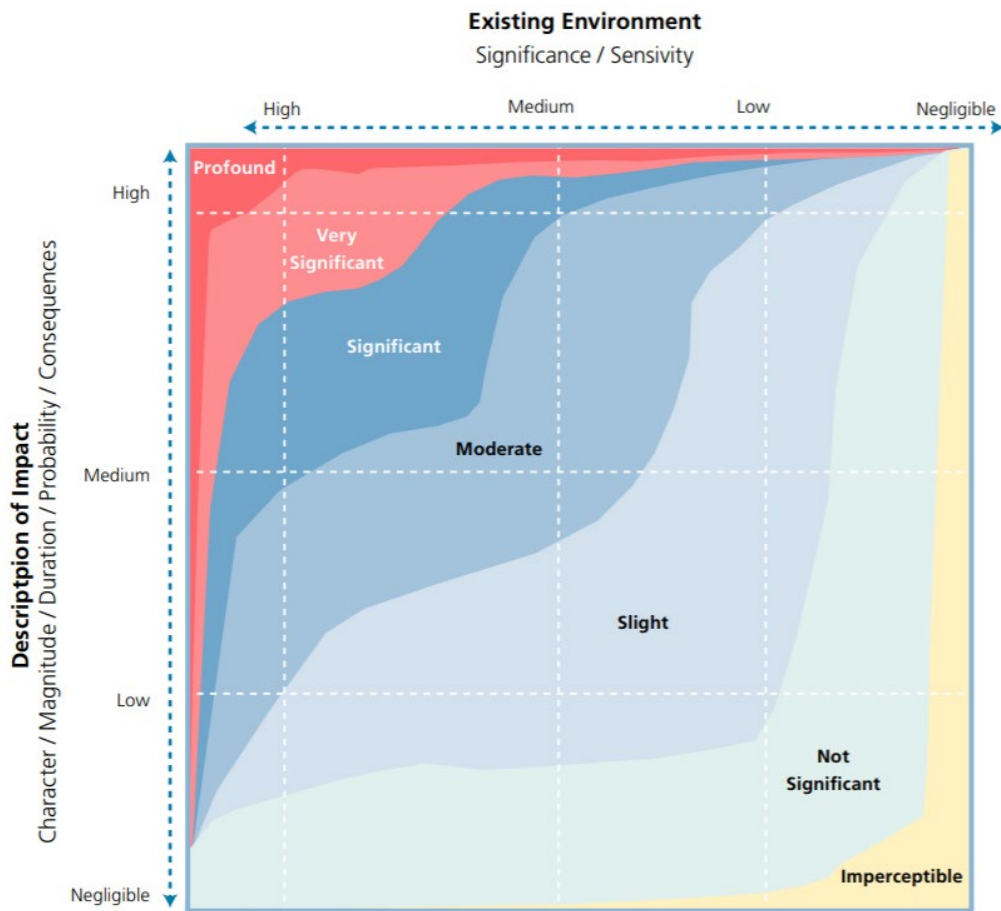 Existing Environment
Significance / Sensivity
High
Medium
Low
Negligible
Descriptpion of Impact
Character / Magnitude / Duration / Probability / Consequences
High
Medium
Low
Negligible
Profound
Very
Significant
Significant
Moderate
Slight
Not
Significant
Imperceptible